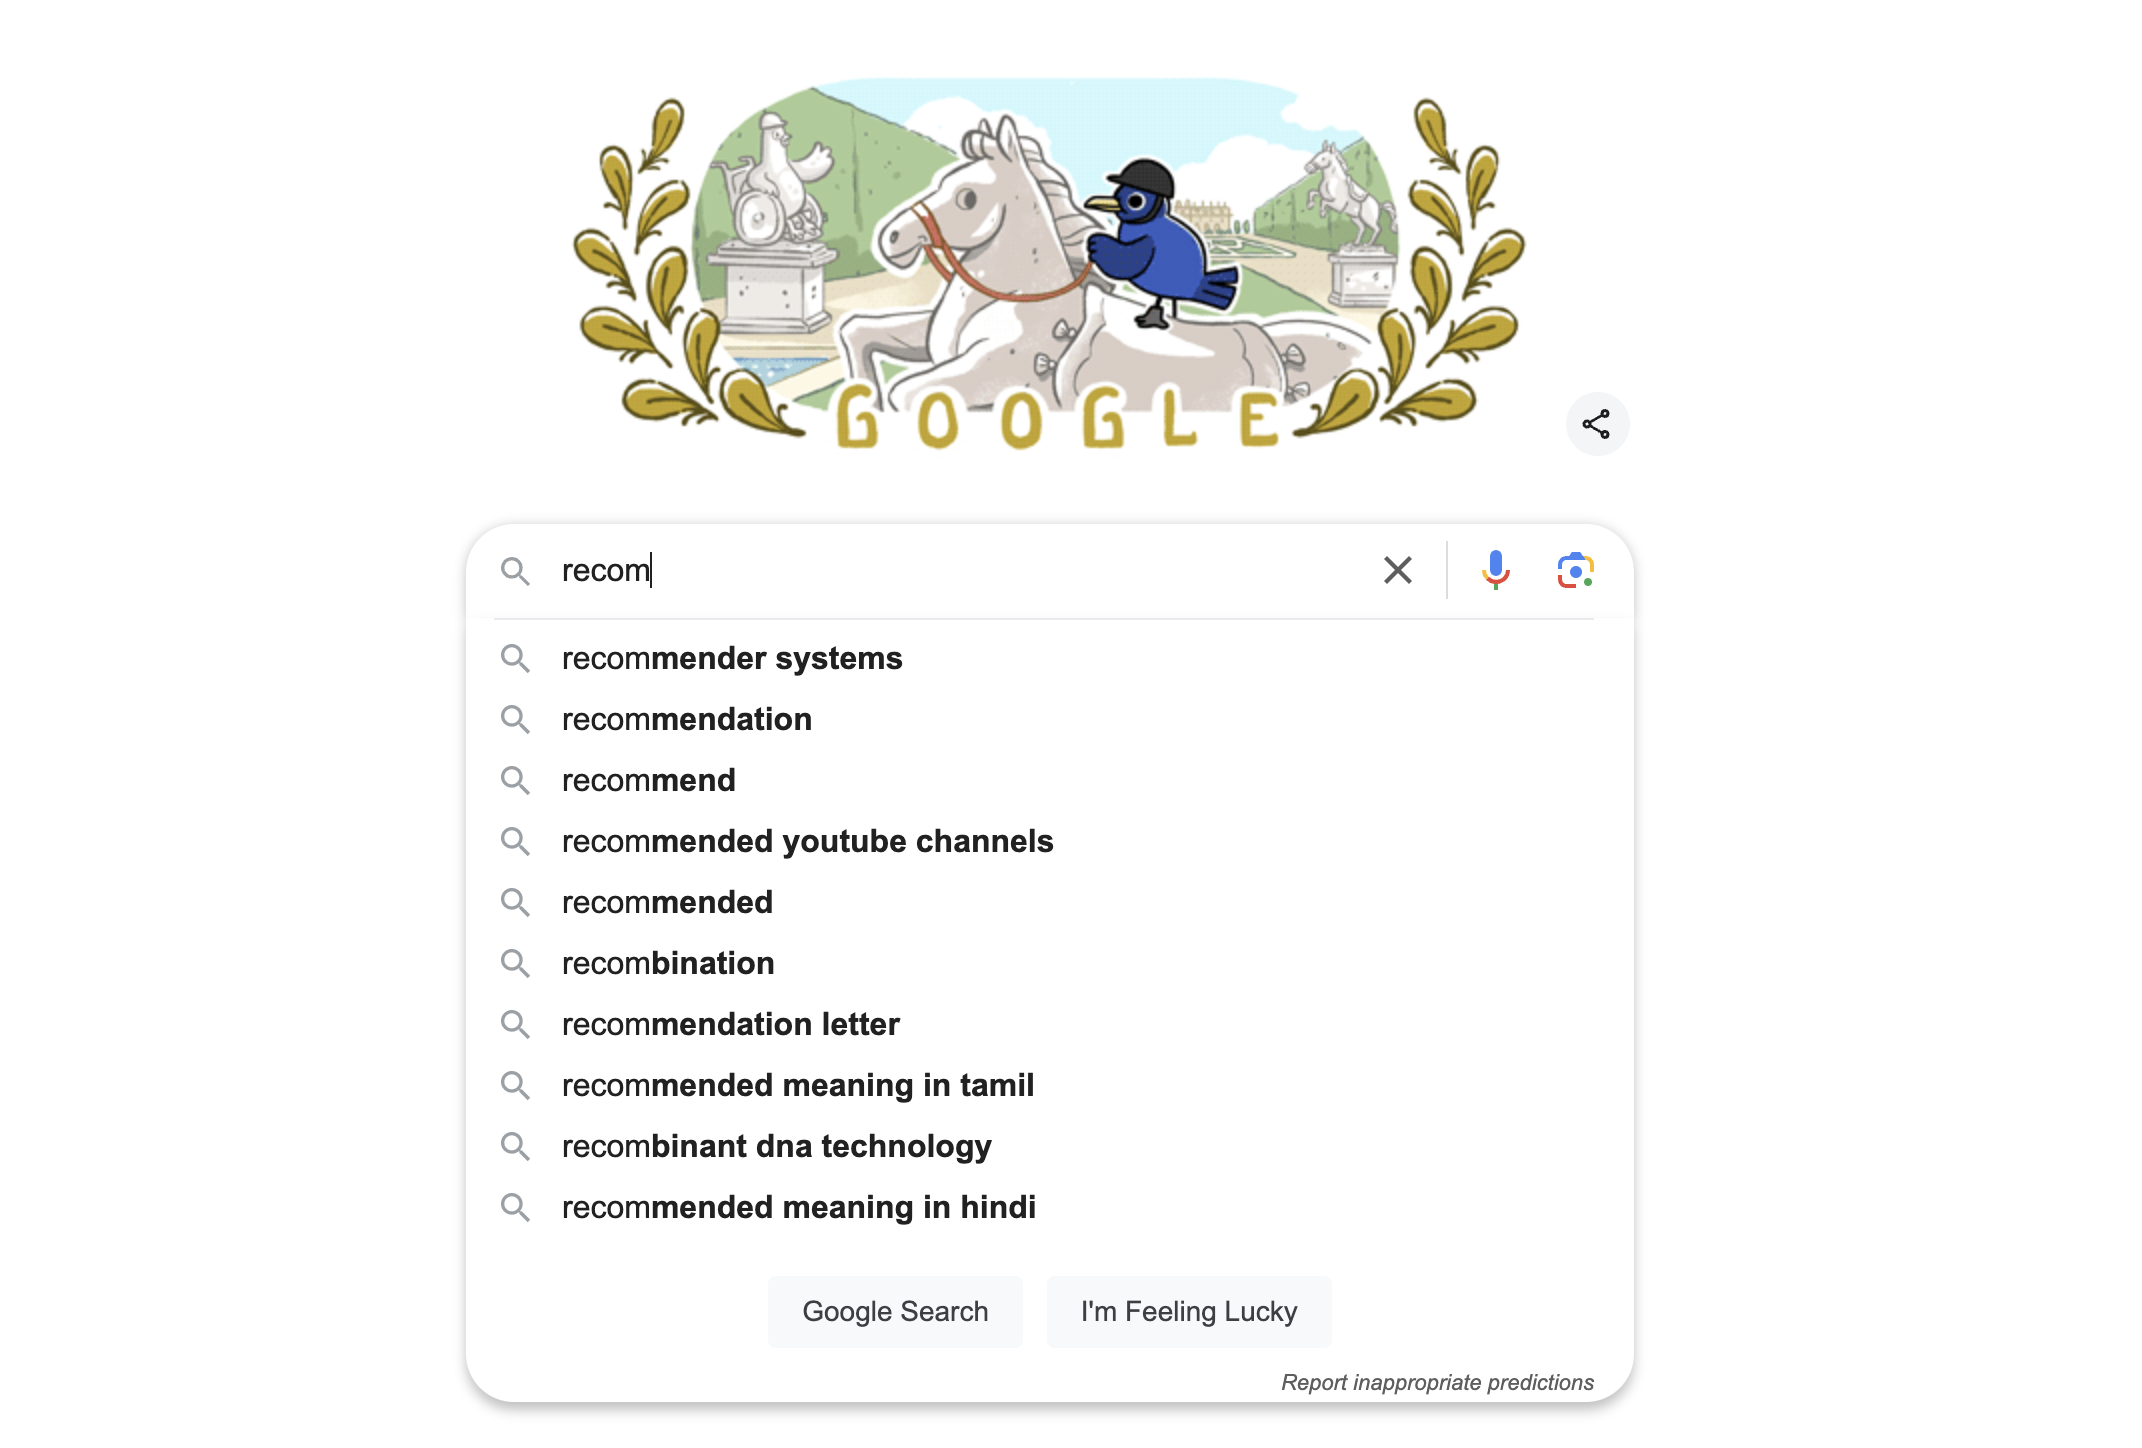 GOOGLE
recom
recommender systems
recommendation
recommend
recommended youtube channels
recommended
recombination
recommendation letter
recommended meaning in tamil
recombinant dna technology
recommended meaning in hindi
Google Search I'm Feeling Lucky
Report inappropriate predictions